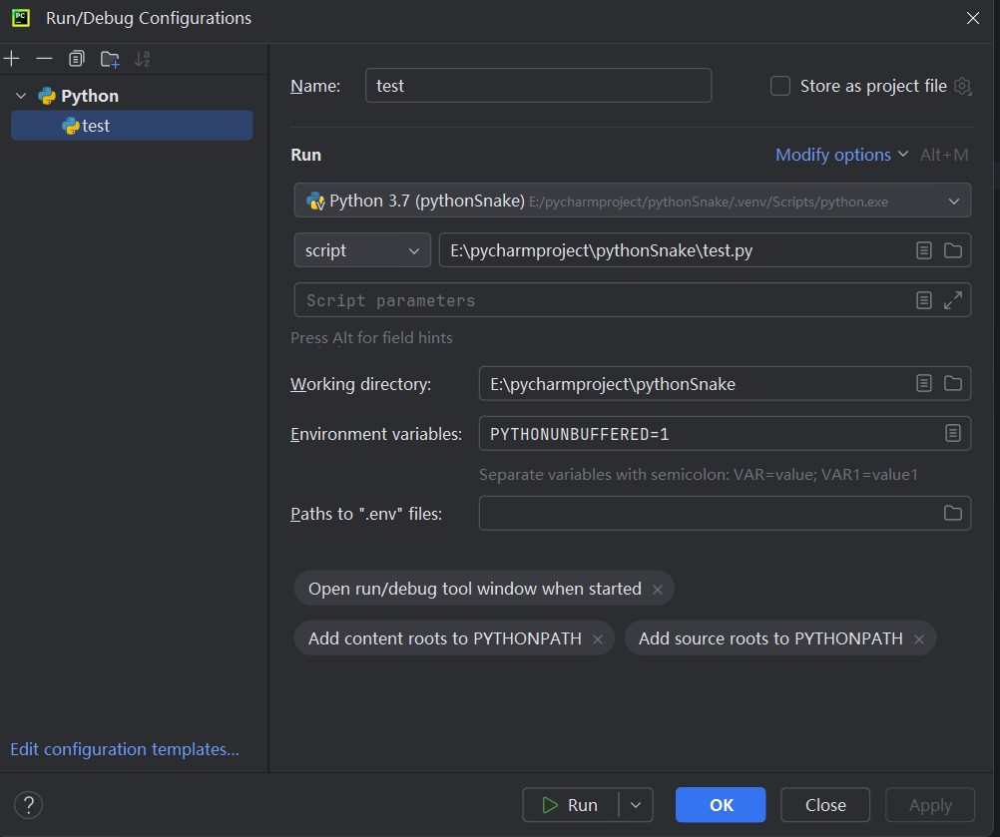 PC
Run/Debug Configurations
Python
test
Name:
test
Store as project file
Run
Modify options
Alt+M
Python 3.7 (pythonSnake) E:/pycharmproject/pythonSnake/.venv/Scripts/python.exe
script
E:\pycharmproject\pythonSnake\test.py
Script parameters
Press Alt for field hints
Working directory:
E:\pycharmproject\pythonSnake
Environment variables:
PYTHONUNBUFFERED=1
Separate variables with semicolon: VAR=value; VAR1=value1
Paths to ".env" files:
Open run/debug tool window when started
Add content roots to PYTHONPATH
Add source roots to PYTHONPATH
Edit configuration templates...
?
Run
OK
Close
Apply